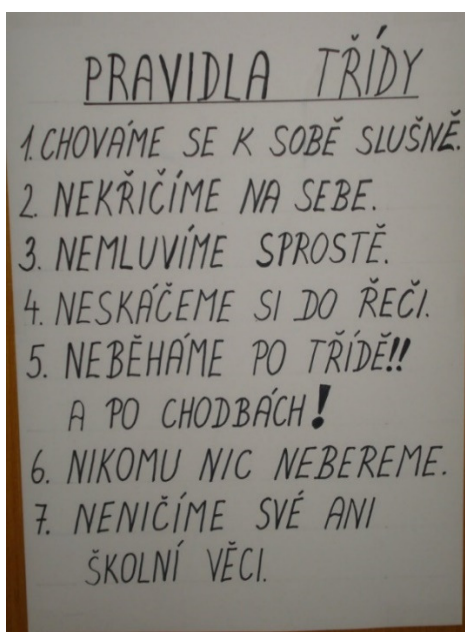 PRAVIDLA TŘÍDY
1. CHOVÁME SE K SOBĚ SLUŠNĚ.
2. NEKŘIČÍME NA SEBE.
3. NEMLUVÍME SPROSTĚ.
4. NESKÁČEME SI DO ŘEČI.
5. NEBĚHÁME PO TŘÍDĚ!!
A PO CHODBÁCH!
6. NIKOMU NIC NEBEREME.
7. NENIČÍME SVÉ ANI
ŠKOLNÍ VĚCI.